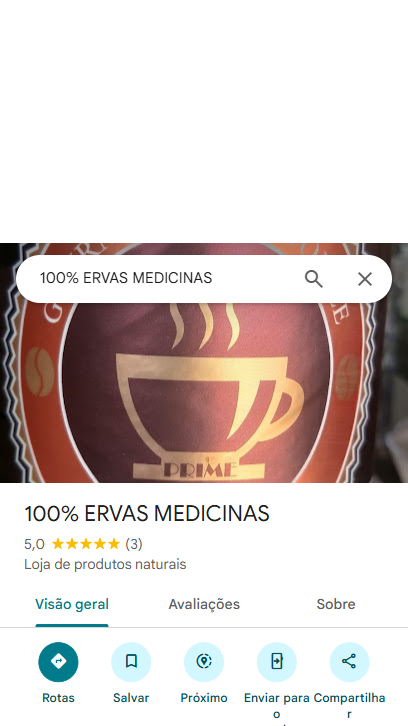 100% ERVAS MEDICINAS
PRIME
100% ERVAS MEDICINAS
5,0 ★★★★★ (3)
Loja de produtos naturais
Visão geral Avaliações Sobre
Rotas Salvar Próximo Enviar para o Compartilhar